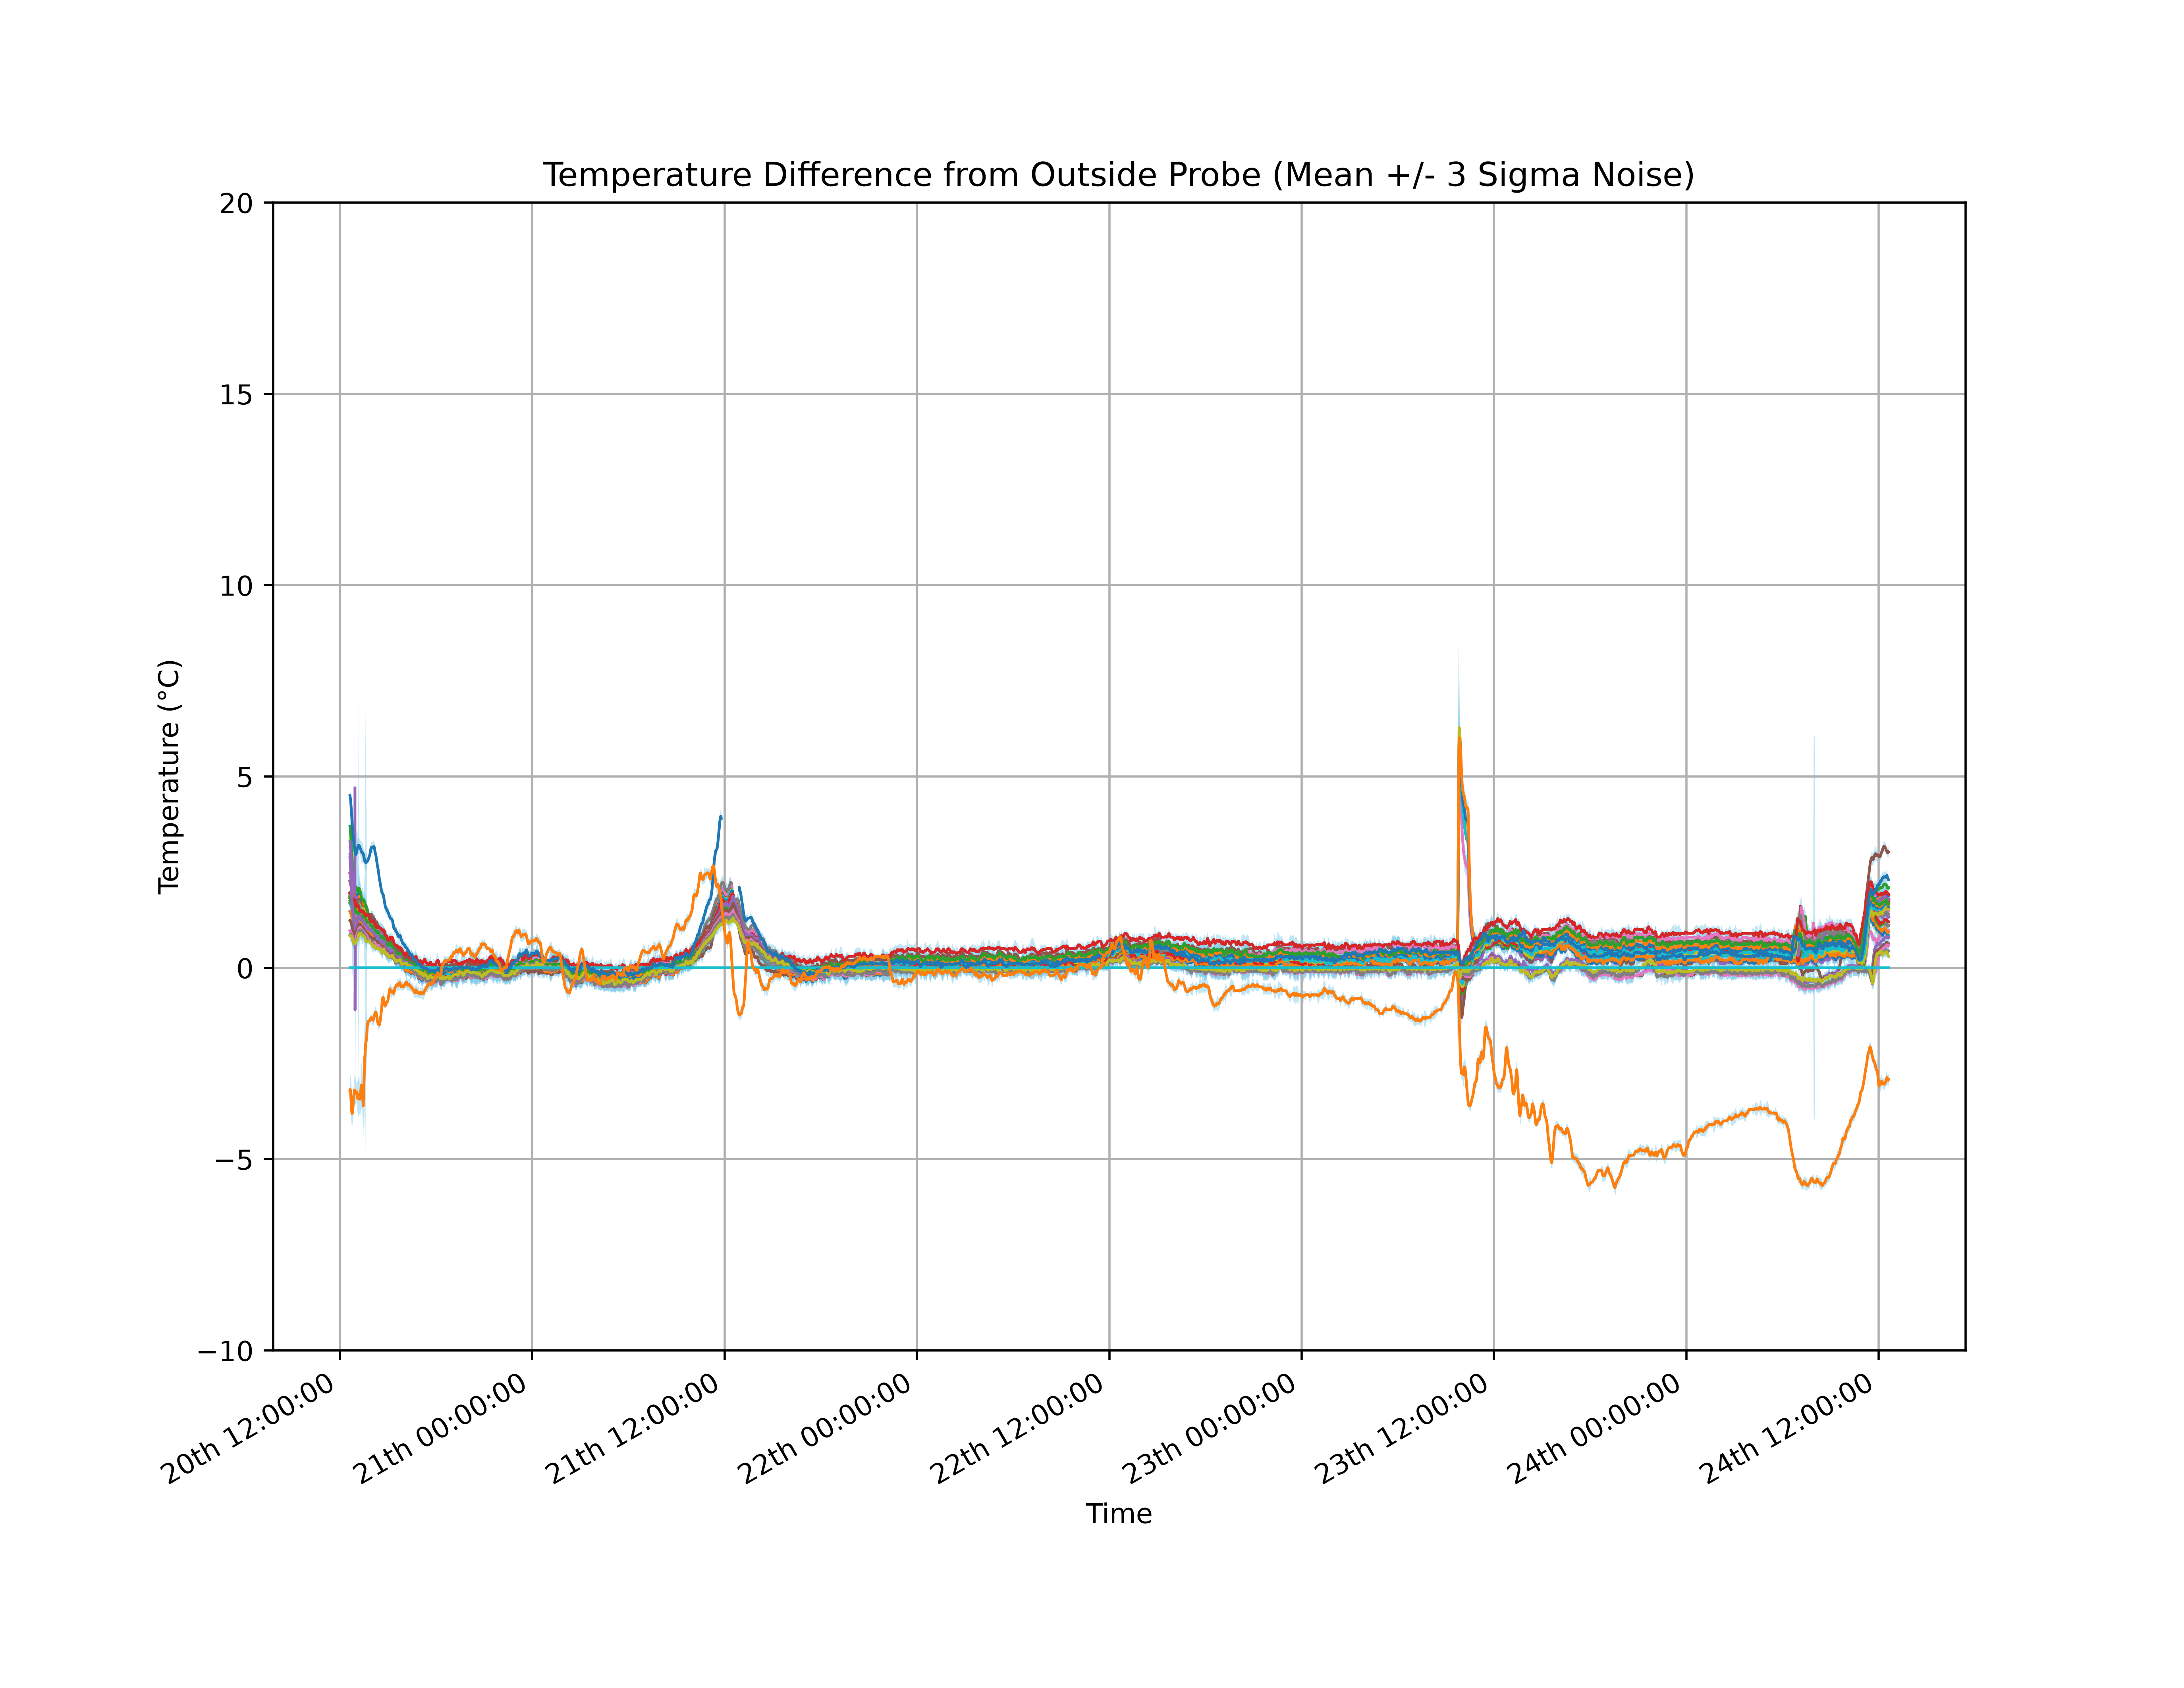 Temperature Difference from Outside Probe (Mean +/- 3 Sigma Noise)
20
15
10
5
0
−5
−10
Temperature (°C)
20th 12:00:00
21th 00:00:00
21th 12:00:00
22th 00:00:00
22th 12:00:00
23th 00:00:00
23th 12:00:00
24th 00:00:00
24th 12:00:00
Time